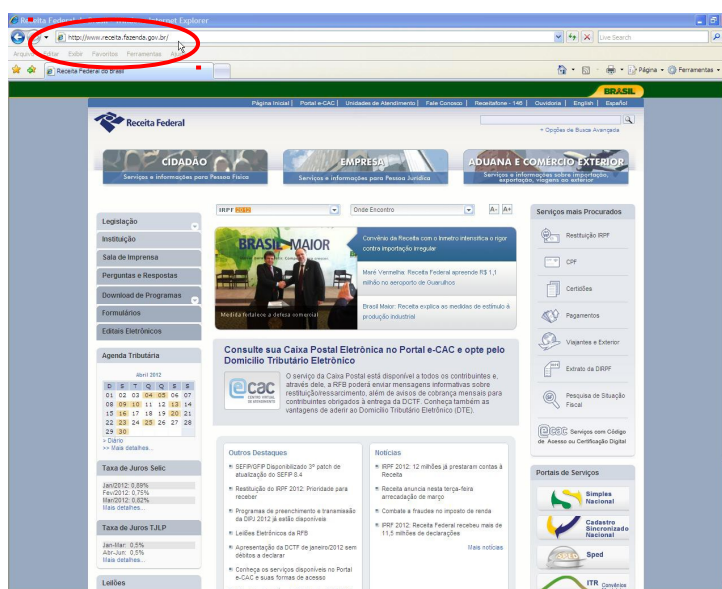 Receita Federal do Brasil - Windows Internet Explorer
http://www.receita.fazenda.gov.br/
Live Search
Arquivo Editar Exibir Favoritos Ferramentas Ajuda
Receita Federal do Brasil
Página
Ferramentas
BRASIL
Página Inicial | Portal e-CAC | Unidades de Atendimento | Fale Conosco | Receitafone - 146 | Ouvidoria | English | Español
Receita Federal
+ Opções de Busca Avançada
CIDADÃO
Serviços e informações para Pessoa Física
EMPRESA
Serviços e informações para Pessoa Jurídica
ADUANA E COMÉRCIO EXTERIOR
Serviços e informações sobre importação,
exportação, viagens ao exterior
Legislação
Instituição
Sala de Imprensa
Perguntas e Respostas
Download de Programas
Formulários
Editais Eletrônicos
Agenda Tributária
Abril 2012
D S T Q Q S S
01 02 03 04 05 06 07
08 09 10 11 12 13 14
15 16 17 18 19 20 21
22 23 24 25 26 27 28
29 30
> Diário
>> Mais detalhes...
Taxa de Juros Selic
Jan/2012: 0,89%
Fev/2012: 0,75%
Mar/2012: 0,82%
Mais detalhes...
Taxa de Juros TJLP
Jan-Mar: 0,5%
Abr-Jun: 0,5%
Mais detalhes...
Leilões
IRPF
Onde Encontro
A- A+
BRASIL MAIOR
Medida fortalece a defesa comercial
Convênio da Receita com o Inmetro intensifica o rigor
contra importação irregular
Maré Vermelha: Receita Federal apreende R$ 1,1
milhão no aeroporto de Guarulhos
Brasil Maior: Receita explica as medidas de estímulo à
produção industrial
Consulte sua Caixa Postal Eletrônica no Portal e-CAC e opte pelo
Domicílio Tributário Eletrônico
ecac
CENTRO VIRTUAL
DE ATENDIMENTO
O serviço da Caixa Postal está disponível a todos os contribuintes e,
através dele, a RFB poderá enviar mensagens informativas sobre
restituição/ressarcimento, além de avisos de cobrança mensais para
contribuintes obrigados à entrega da DCTF. Conheça também as
vantagens de aderir ao Domicílio Tributário Eletrônico (DTE).
Outros Destaques
SEFIP/GFIP Disponibilizado 3º patch de
atualização do SEFIP 8.4
Restituição do IRPF 2012: Prioridade para
receber
Programas de preenchimento e transmissão
da DIPJ 2012 já estão disponíveis
Leilões Eletrônicos da RFB
Apresentação da DCTF de janeiro/2012 sem
débitos a declarar
Conheça os serviços disponíveis no Portal
e-CAC e suas formas de acesso
Notícias
IRPF 2012: 12 milhões já prestaram contas à
Receita
Receita anuncia nesta terça-feira
arrecadação de março
Combate a fraudes no imposto de renda
IPRF 2012: Receita Federal recebeu mais de
11,5 milhões de declarações
Mais notícias
Serviços mais Procurados
Restituição IRPF
CPF
Certidões
Pagamentos
Viajantes e Exterior
Extrato da DIRPF
Pesquisa de Situação
Fiscal
ecac Serviços com Código
de Acesso ou Certificação Digital
Portais de Serviços
Simples
Nacional
Cadastro
Sincronizado
Nacional
Sped
ITR Convênios